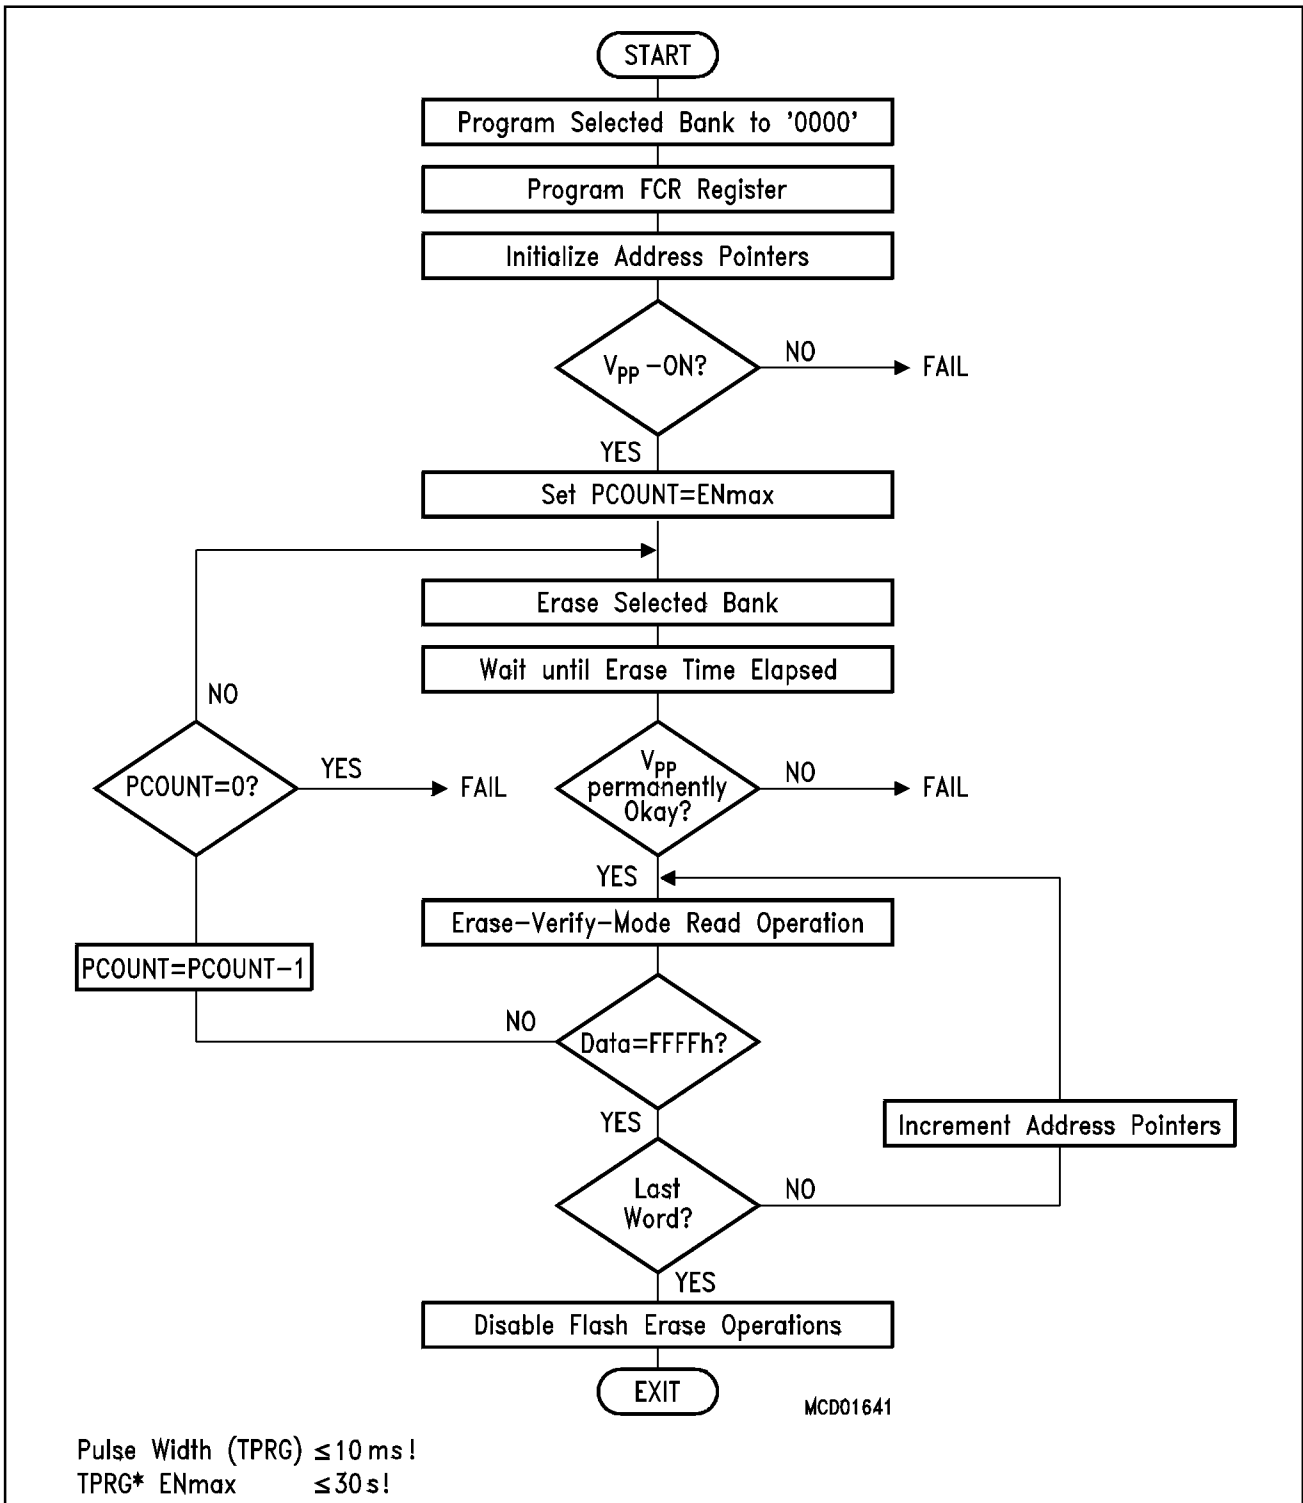 START
Program Selected Bank to '0000'
Program FCR Register
Initialize Address Pointers
VPP -ON?
NO
FAIL
YES
Set PCOUNT=ENmax
Erase Selected Bank
Wait until Erase Time Elapsed
NO
PCOUNT=0?
YES
FAIL
VPP
permanently
Okay?
NO
FAIL
YES
Erase-Verify-Mode Read Operation
PCOUNT=PCOUNT-1
NO
Data=FFFFh?
YES
Increment Address Pointers
Last
Word?
NO
YES
Disable Flash Erase Operations
EXIT
MCD01641
Pulse Width (TPRG) ≤10 ms!
TPRG* ENmax ≤30 s!